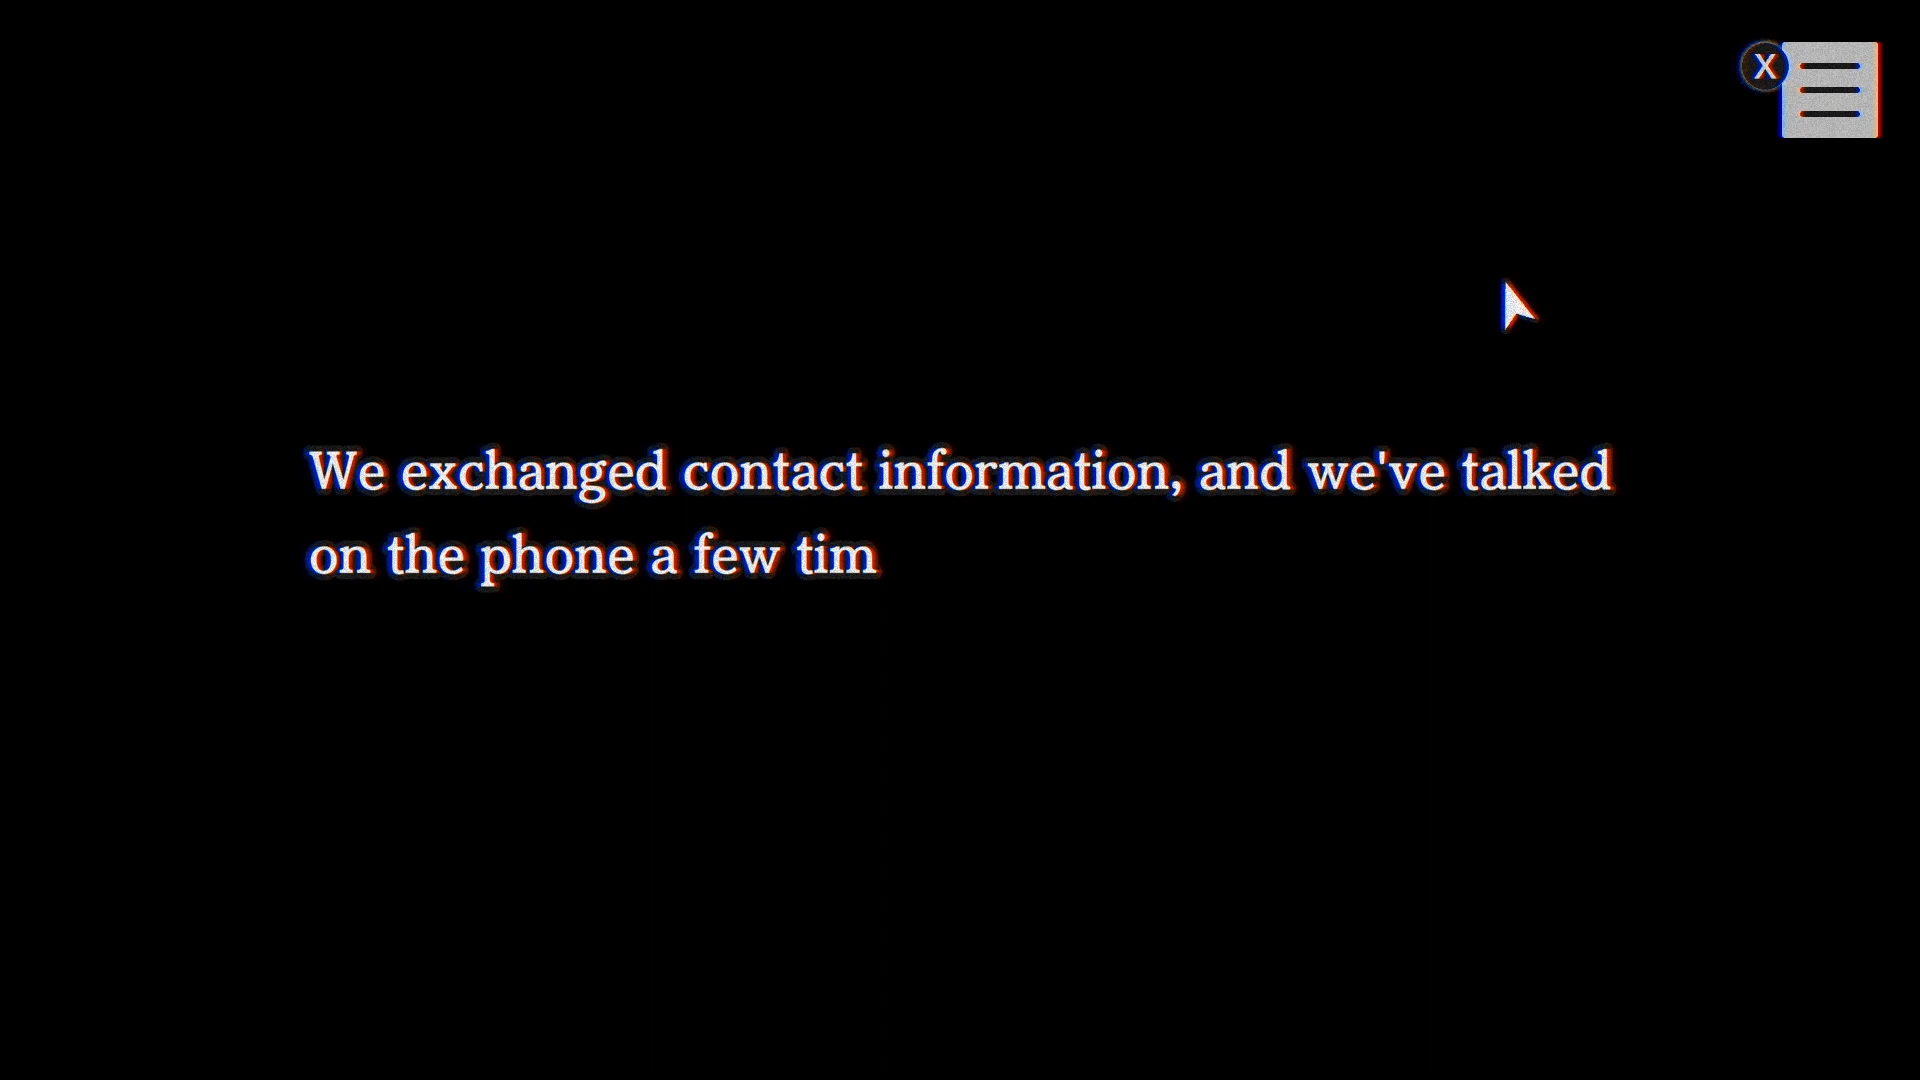 X
We exchanged contact information, and we've talked
on the phone a few tim